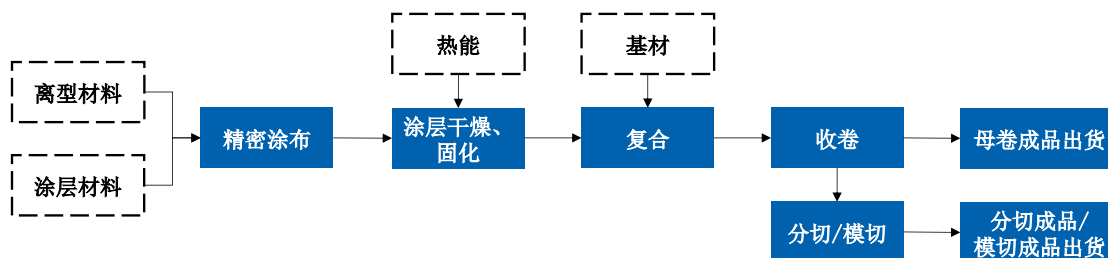 热能
基材
离型材料
涂层材料
精密涂布
涂层干燥、
固化
复合
收卷
母卷成品出货
分切/模切
分切成品/
模切成品出货